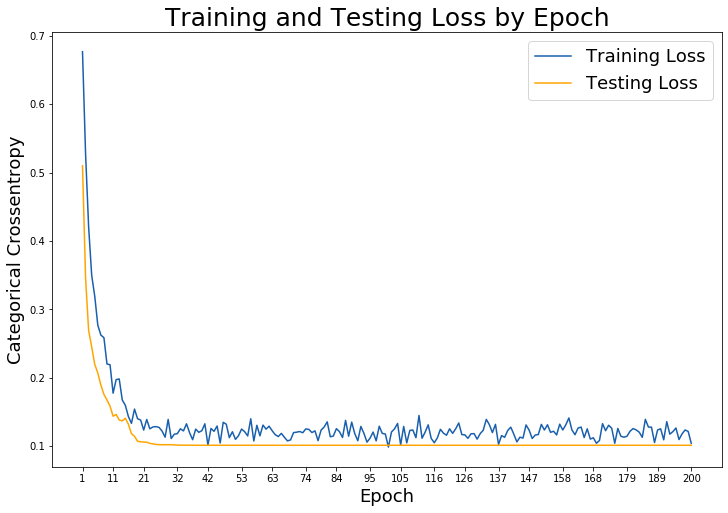 Training and Testing Loss by Epoch
Training Loss
Testing Loss
Categorical Crossentropy
0.7
0.6
0.5
0.4
0.3
0.2
0.1
1 11 21 32 42 53 63 74 84 95 105 116 126 137 147 158 168 179 189 200
Epoch